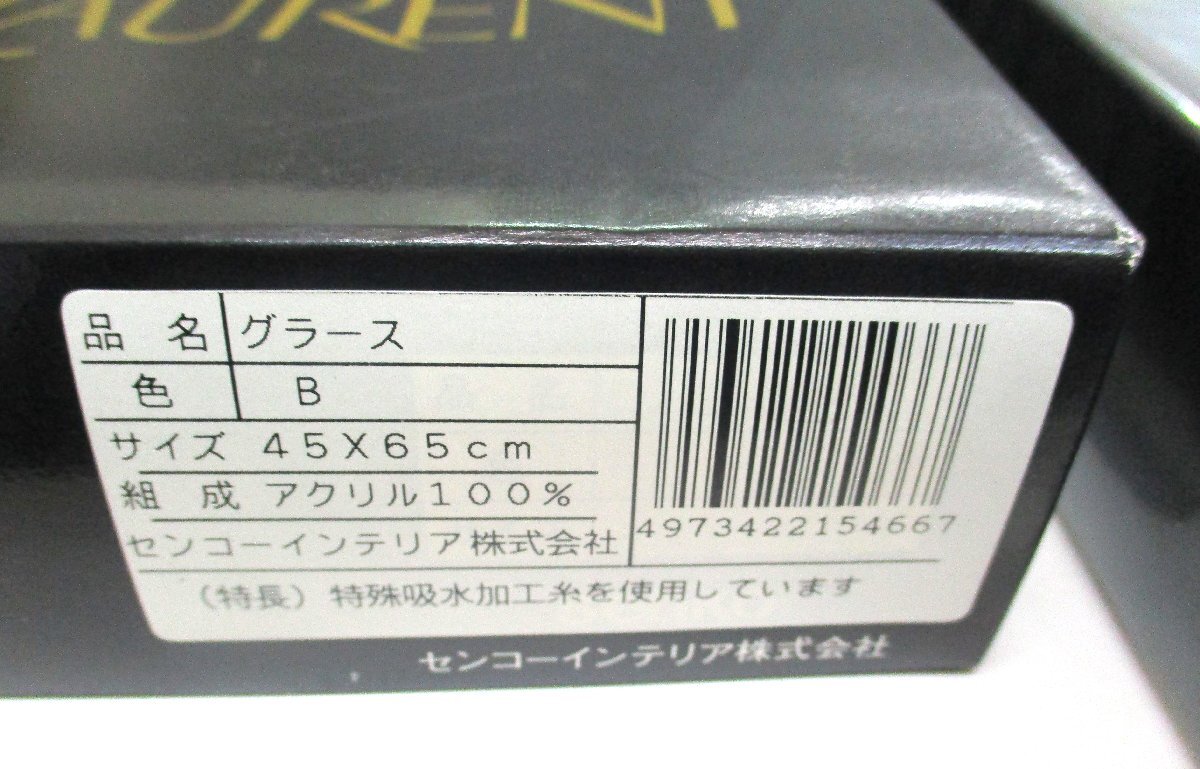 AURENT
品名 グラース
色 B
サイズ 45X65cm
組成 アクリル100%
センコーインテリア株式会社
4973422154667
(特長) 特殊吸水加工糸を使用しています
センコーインテリア株式会社